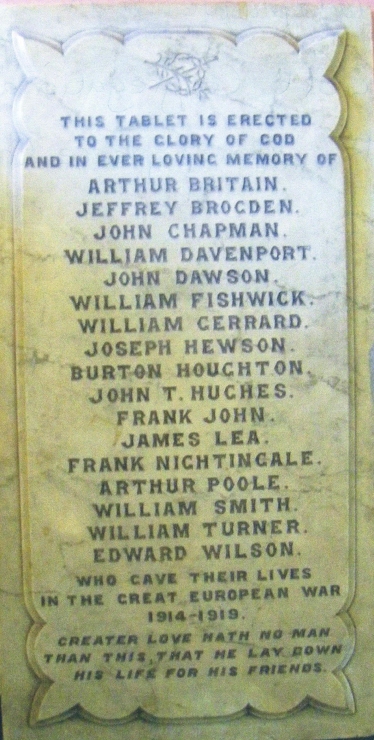 THIS TABLET IS ERECTED
TO THE GLORY OF GOD
AND IN EVER LOVING MEMORY OF
ARTHUR BRITAIN.
JEFFREY BROGDEN.
JOHN CHAPMAN.
WILLIAM DAVENPORT.
JOHN DAWSON.
WILLIAM FISHWICK.
WILLIAM GERRARD.
JOSEPH HEWSON.
BURTON HOUGHTON.
JOHN T. HUGHES.
FRANK JOHN.
JAMES LEA.
FRANK NIGHTINGALE.
ARTHUR POOLE.
WILLIAM SMITH.
WILLIAM TURNER.
EDWARD WILSON.
WHO GAVE THEIR LIVES
IN THE GREAT EUROPEAN WAR
1914-1919.
GREATER LOVE HATH NO MAN
THAN THIS, THAT HE LAY DOWN
HIS LIFE FOR HIS FRIENDS.